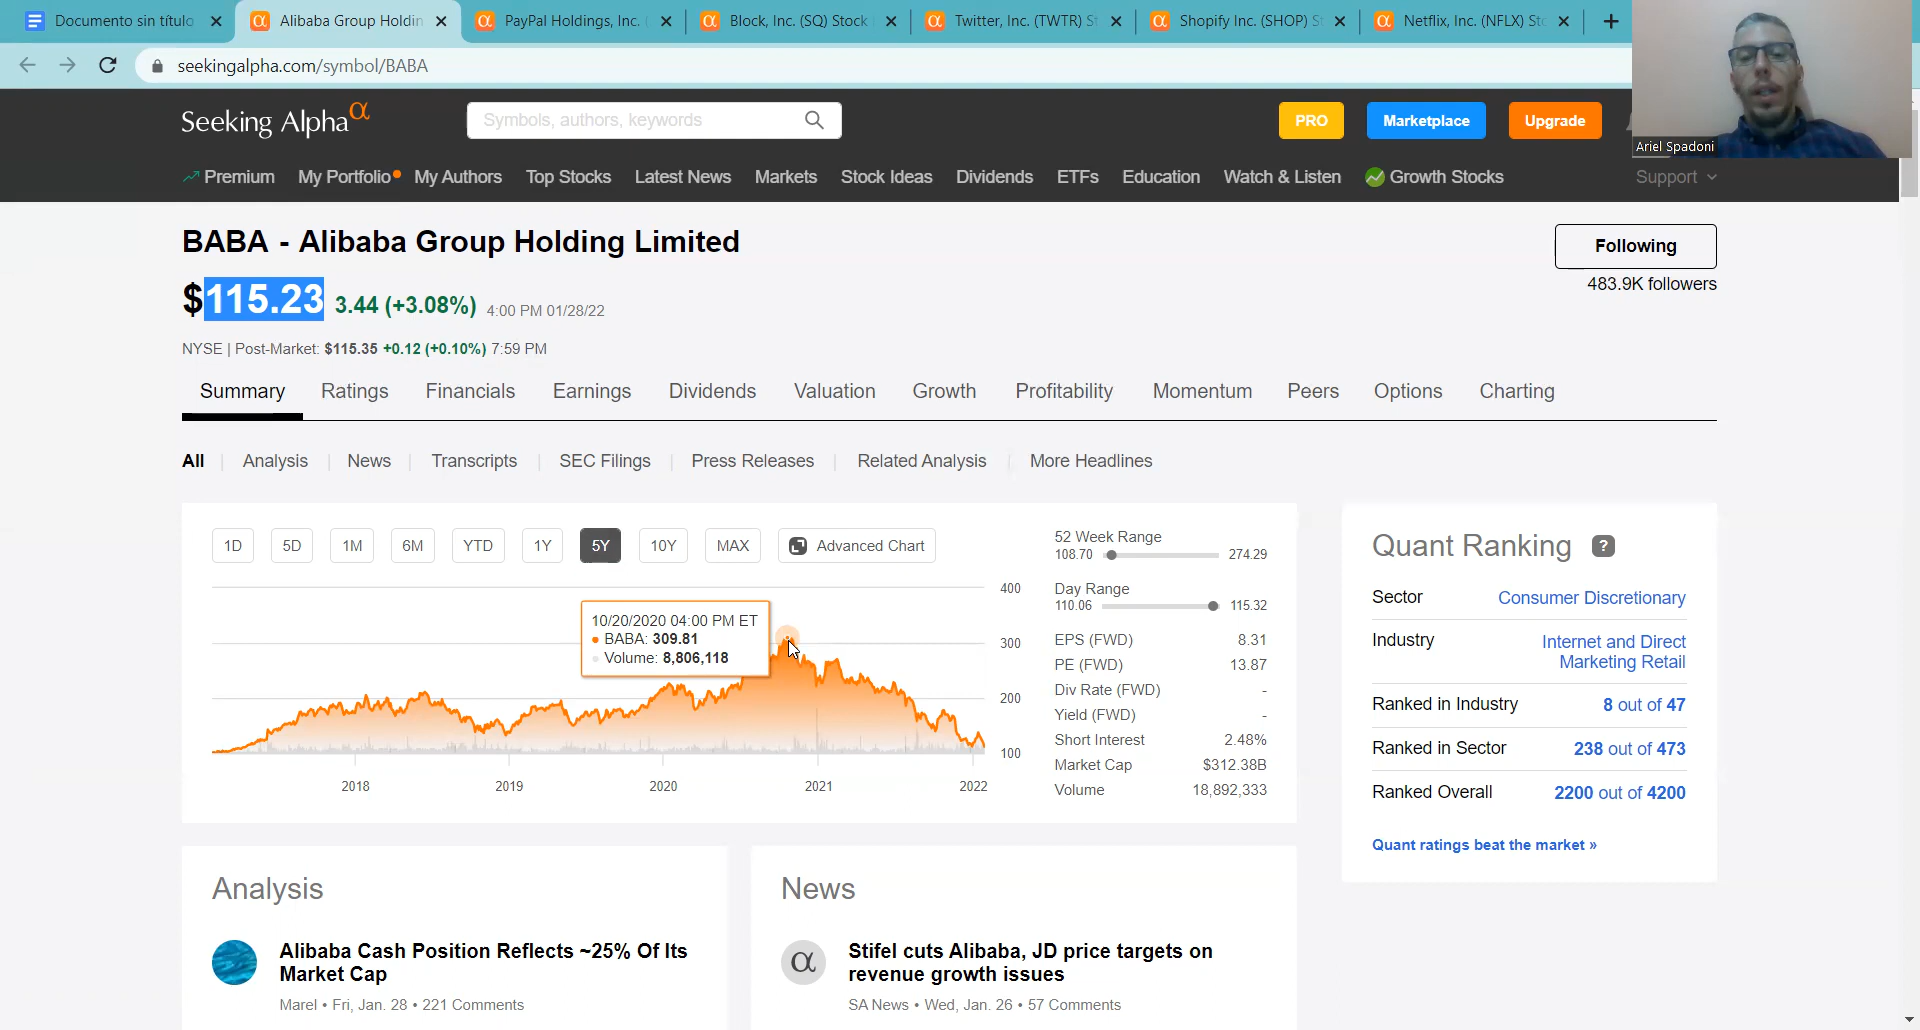 Documento sin título
Alibaba Group Holdin
PayPal Holdings, Inc. (
Block, Inc. (SQ) Stock
Twitter, Inc. (TWTR) St
Shopify Inc. (SHOP) St
Netflix, Inc. (NFLX) Sto
seekingalpha.com/symbol/BABA
Ariel Spadoni
Seeking Alpha α
Symbols, authors, keywords
PRO
Marketplace
Upgrade
Premium My Portfolio My Authors Top Stocks Latest News Markets Stock Ideas Dividends ETFs Education Watch & Listen Growth Stocks Support
BABA - Alibaba Group Holding Limited
Following
483.9K followers
$115.23 3.44 (+3.08%) 4:00 PM 01/28/22
NYSE | Post-Market: $115.35 +0.12 (+0.10%) 7:59 PM
Summary Ratings Financials Earnings Dividends Valuation Growth Profitability Momentum Peers Options Charting
All | Analysis | News | Transcripts | SEC Filings | Press Releases | Related Analysis | More Headlines
1D 5D 1M 6M YTD 1Y 5Y 10Y MAX Advanced Chart
10/20/2020 04:00 PM ET
BABA: 309.81
Volume: 8,806,118
400
300
200
100
2018 2019 2020 2021 2022
52 Week Range
108.70 274.29
Day Range
110.06 115.32
EPS (FWD) 8.31
PE (FWD) 13.87
Div Rate (FWD) -
Yield (FWD) -
Short Interest 2.48%
Market Cap $312.38B
Volume 18,892,333
Quant Ranking ?
Sector Consumer Discretionary
Industry Internet and Direct
Marketing Retail
Ranked in Industry 8 out of 47
Ranked in Sector 238 out of 473
Ranked Overall 2200 out of 4200
Quant ratings beat the market »
Analysis
Alibaba Cash Position Reflects ~25% Of Its
Market Cap
Marel • Fri, Jan. 28 • 221 Comments
News
α
Stifel cuts Alibaba, JD price targets on
revenue growth issues
SA News • Wed, Jan. 26 • 57 Comments